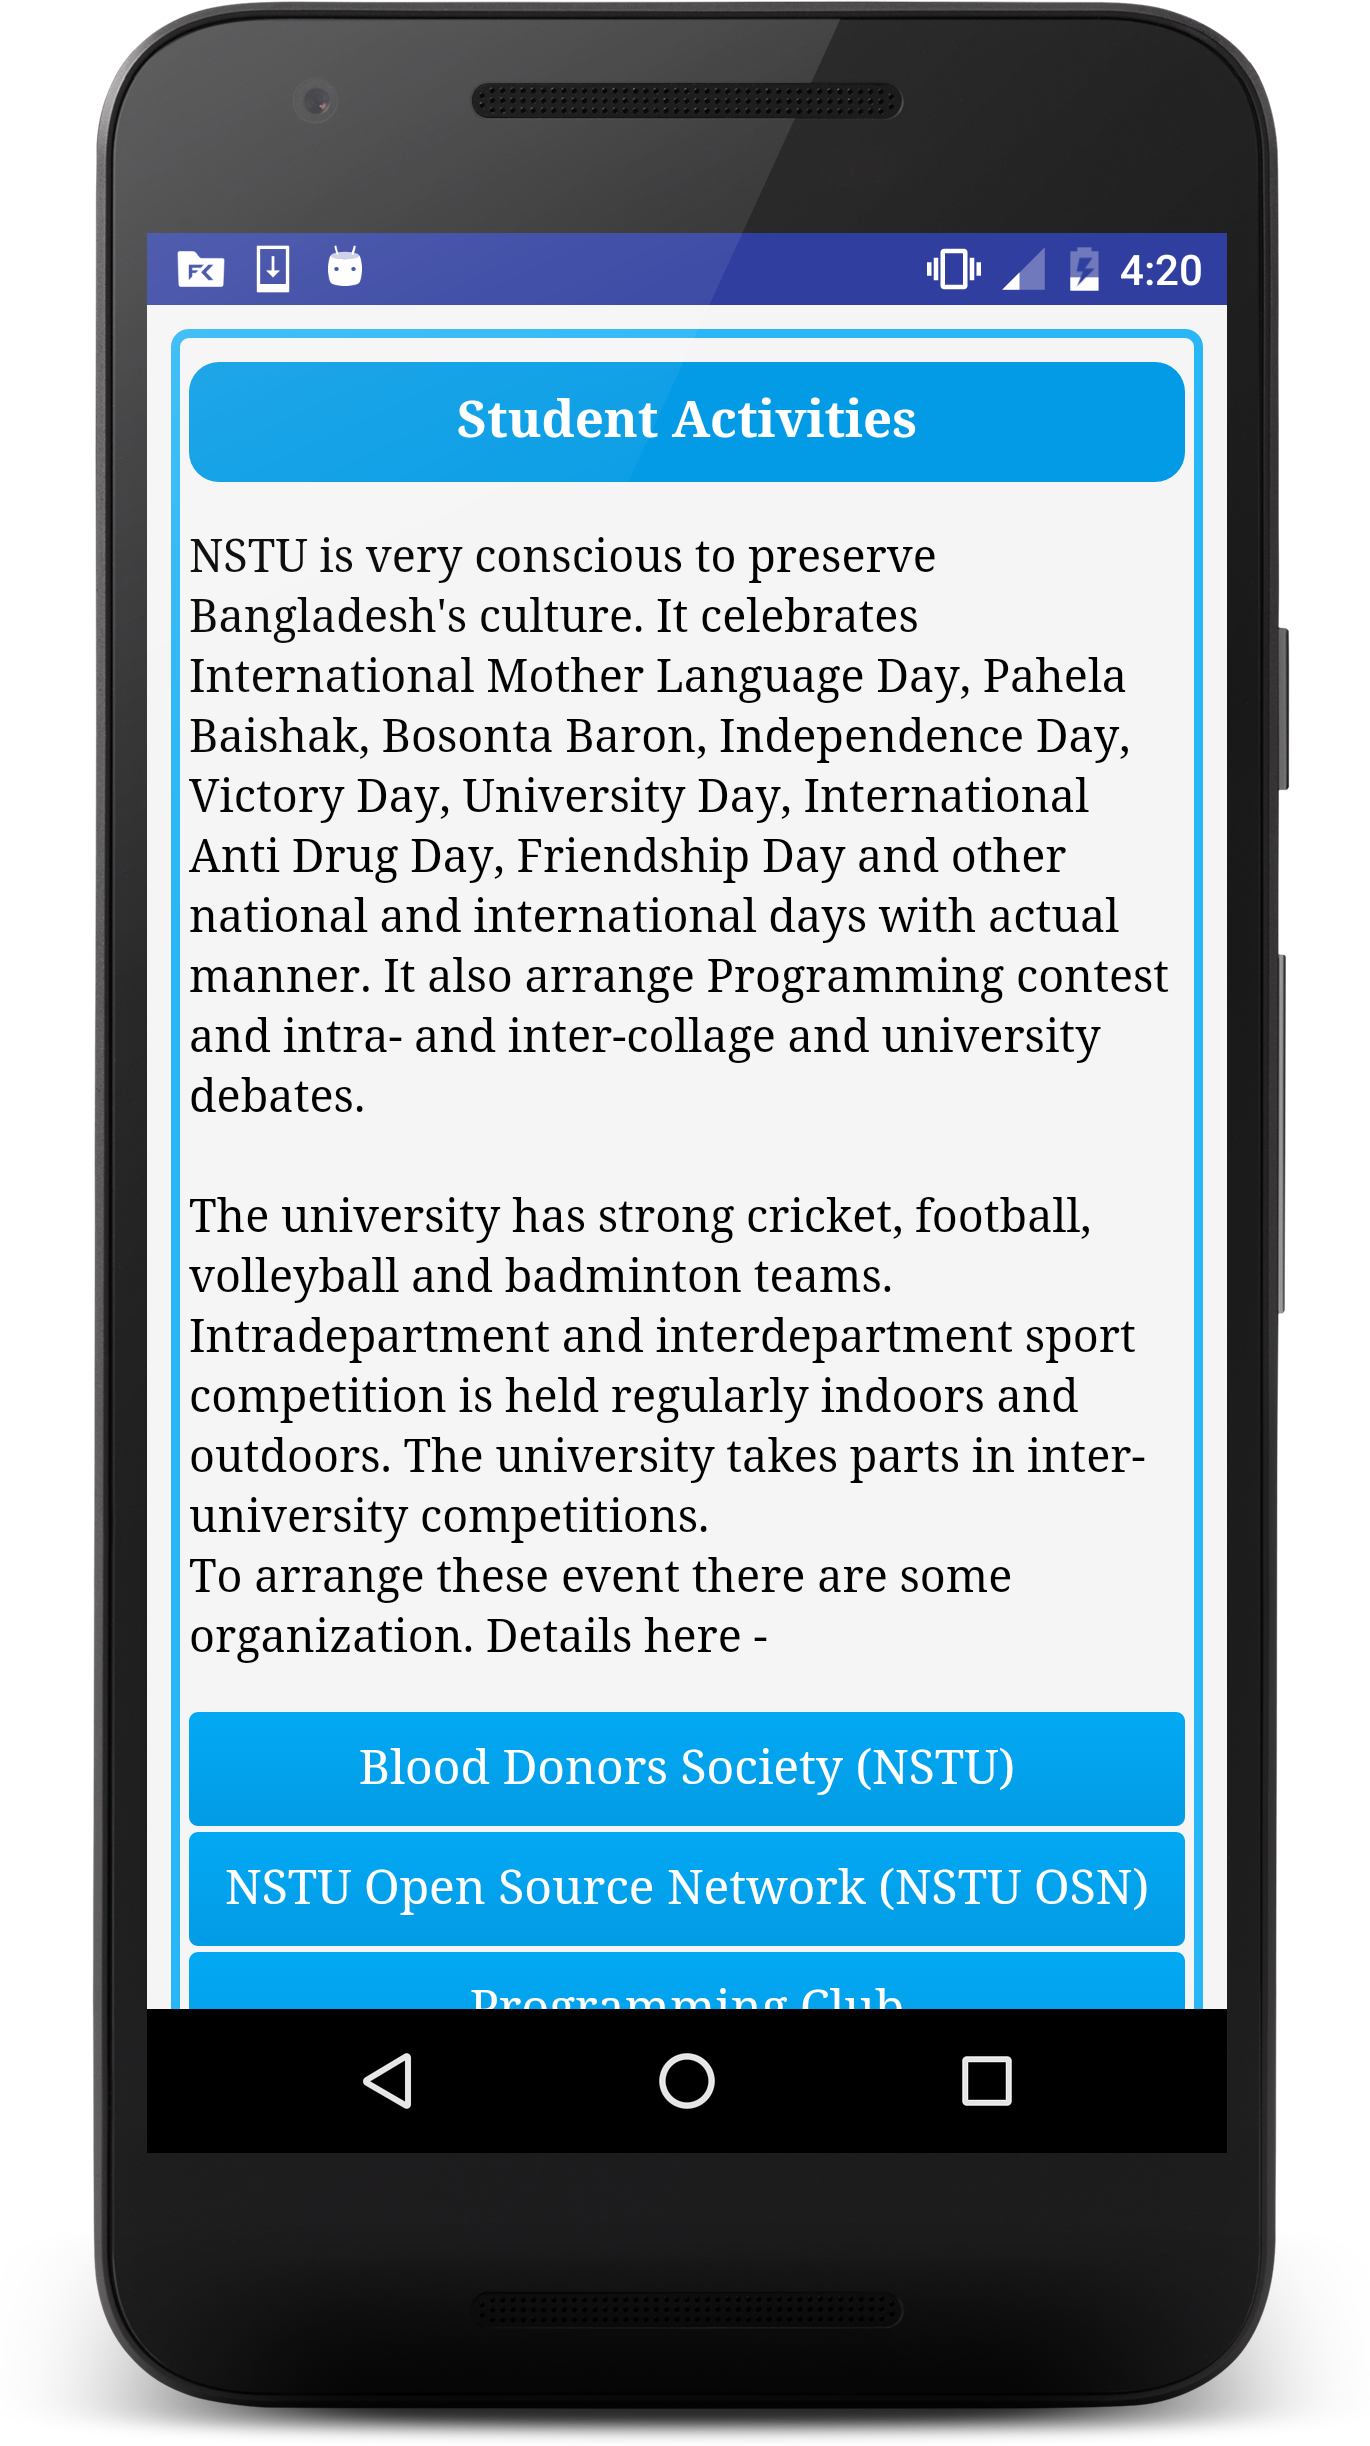 4:20
Student Activities
NSTU is very conscious to preserve
Bangladesh's culture. It celebrates
International Mother Language Day, Pahela
Baishak, Bosonta Baron, Independence Day,
Victory Day, University Day, International
Anti Drug Day, Friendship Day and other
national and international days with actual
manner. It also arrange Programming contest
and intra- and inter-collage and university
debates.
The university has strong cricket, football,
volleyball and badminton teams.
Intradepartment and interdepartment sport
competition is held regularly indoors and
outdoors. The university takes parts in inter-
university competitions.
To arrange these event there are some
organization. Details here -
Blood Donors Society (NSTU)
NSTU Open Source Network (NSTU OSN)
Programming Club